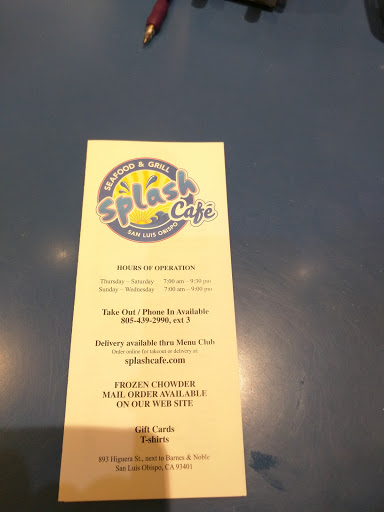 SEAFOOD & GRILL
Splash
Café
SAN LUIS OBISPO
HOURS OF OPERATION
Thursday – Saturday 7:00 am – 9:30 pm
Sunday – Wednesday 7:00 am – 9:00 pm
Take Out / Phone In Available
805-439-2990, ext 3
Delivery available thru Menu Club
Order online for takeout or delivery at
splashcafe.com
FROZEN CHOWDER
MAIL ORDER AVAILABLE
ON OUR WEB SITE
Gift Cards
T-shirts
893 Higuera St., next to Barnes & Noble
San Luis Obispo, CA 93401